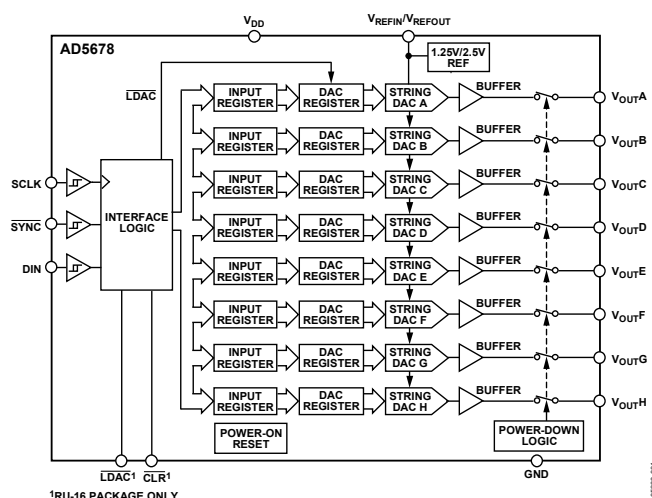 VDD
VREFIN/VREFOUT
AD5678
1.25V/2.5V
REF
LDAC
INPUT
REGISTER
DAC
REGISTER
STRING
DAC A
BUFFER
VOUTA
INPUT
REGISTER
DAC
REGISTER
STRING
DAC B
BUFFER
VOUTB
INPUT
REGISTER
DAC
REGISTER
STRING
DAC C
BUFFER
VOUTC
SCLK
SYNC
DIN
INTERFACE
LOGIC
INPUT
REGISTER
DAC
REGISTER
STRING
DAC D
BUFFER
VOUTD
INPUT
REGISTER
DAC
REGISTER
STRING
DAC E
BUFFER
VOUTE
INPUT
REGISTER
DAC
REGISTER
STRING
DAC F
BUFFER
VOUTF
INPUT
REGISTER
DAC
REGISTER
STRING
DAC G
BUFFER
VOUTG
INPUT
REGISTER
DAC
REGISTER
STRING
DAC H
BUFFER
VOUTH
POWER-ON
RESET
POWER-DOWN
LOGIC
LDAC1
CLR1
GND
1RU-16 PACKAGE ONLY